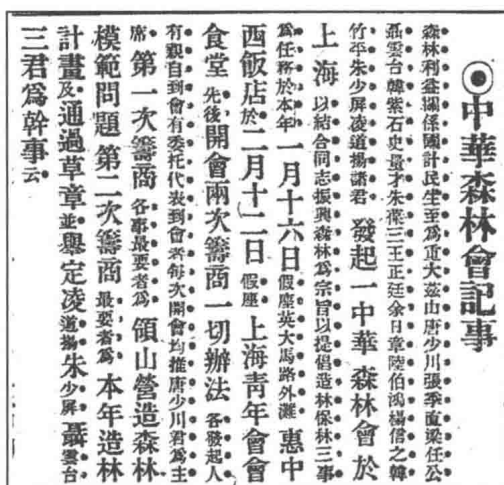 ◉中華森林會記事
森林利益關係國計民生至爲重大茲由唐少川張季直梁任公
聶雲台韓紫石史量才朱葆三王正廷余日章陸伯鴻楊信之韓
竹平朱少屏凌道揚諸君 發起一中華森林會於
上海 以結合同志振興森林爲宗旨以提倡造林保林三事
爲任務於本年 一月十六日 假座英大馬路外灘 惠中
西飯店於二月十二日 假座 上海青年會會
食堂 先後開會兩次籌商一切辦法 各發起人
有親自到會有委托代表到會者每次開會均推唐少川君爲主
席 第一次籌商 各事最要者爲 領山營造森林
模範問題 第二次籌商 最要者爲 本年造林
計畫及通過草章並舉定凌道揚朱少屏 聶雲台
三君爲幹事云